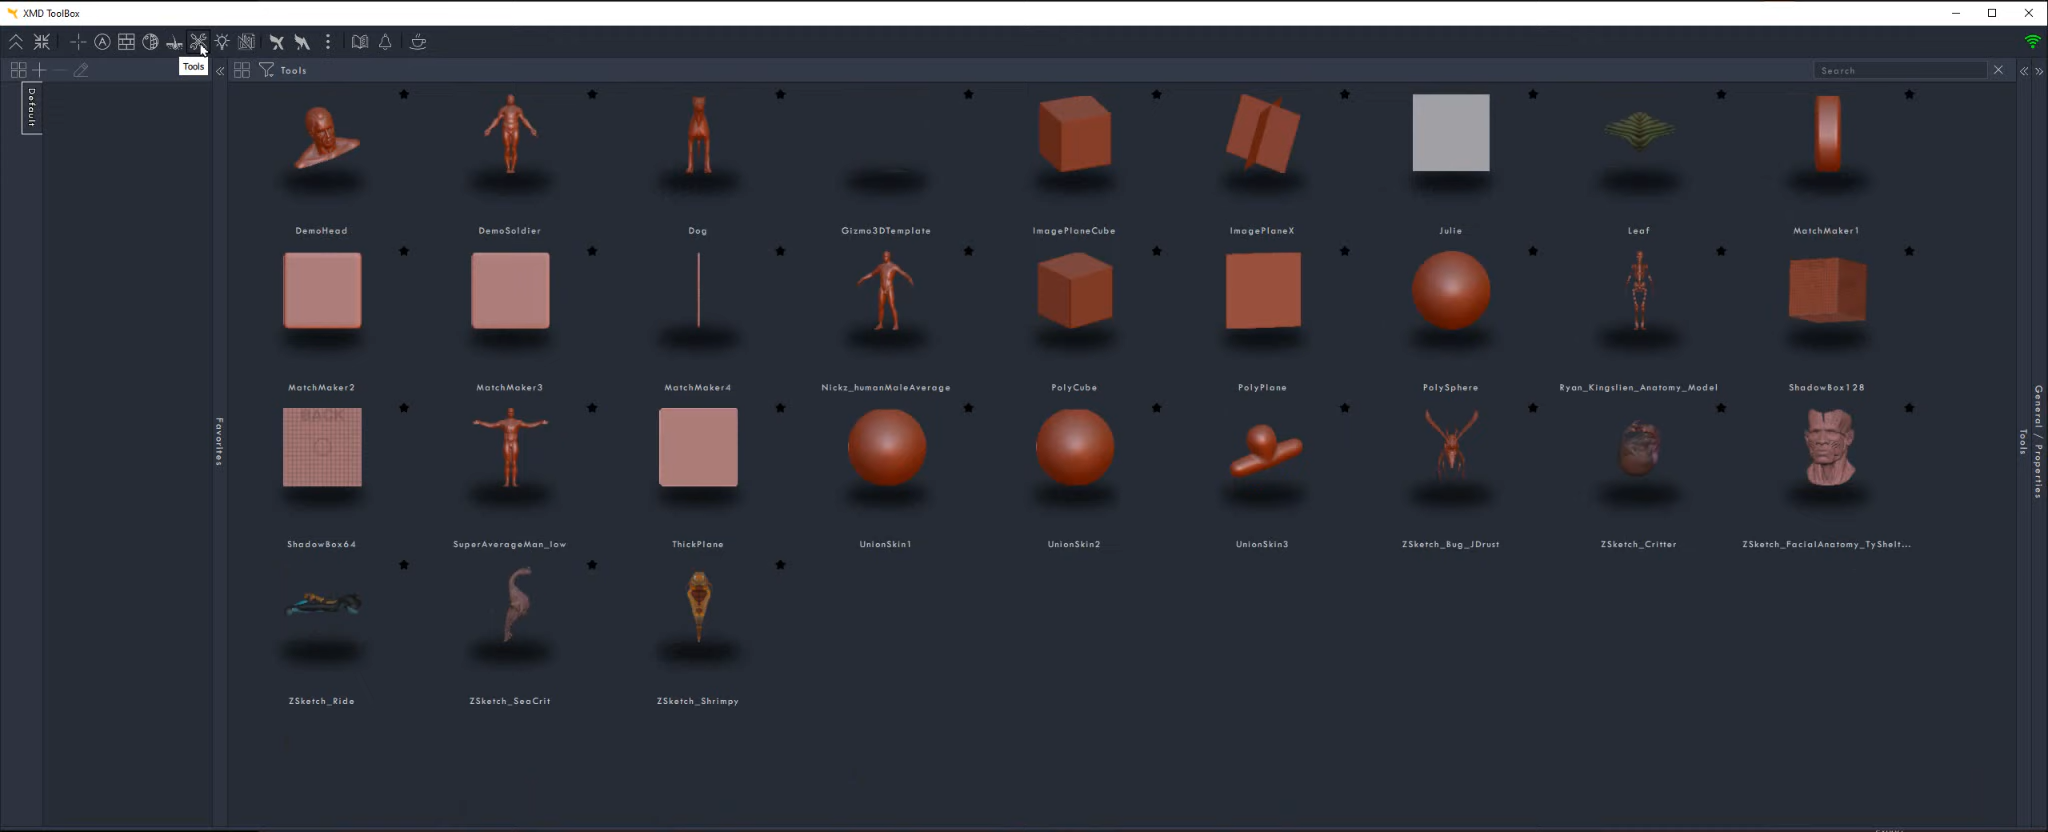 XMD ToolBox
Tools
Tools
Search
Default
Favorites
DemoHead
DemoSoldier
Dog
Gizmo3DTemplate
ImagePlaneCube
ImagePlaneX
Julie
Leaf
MatchMaker1
MatchMaker2
MatchMaker3
MatchMaker4
Nickz_humanMaleAverage
PolyCube
PolyPlane
PolySphere
Ryan_Kingslien_Anatomy_Model
ShadowBox128
BACK
ShadowBox64
SuperAverageMan_low
ThickPlane
UnionSkin1
UnionSkin2
UnionSkin3
ZSketch_Bug_JDrust
ZSketch_Critter
ZSketch_FacialAnatomy_TyShelt...
ZSketch_Ride
ZSketch_SeaCrit
ZSketch_Shrimpy
Tools
General / Properties